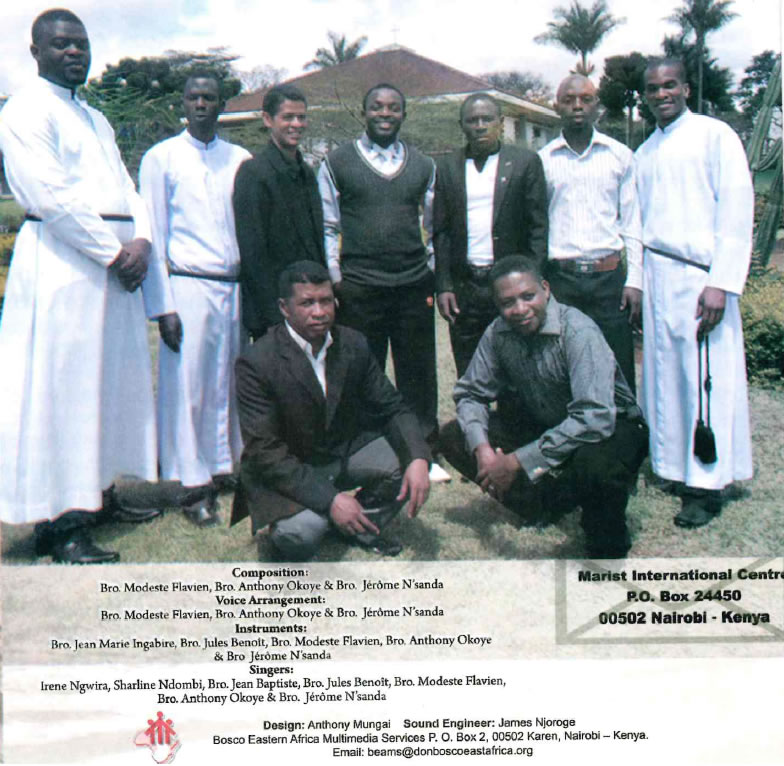 Composition:
Bro. Modeste Flavien, Bro. Anthony Okoye & Bro. Jérôme N'sanda
Voice Arrangement:
Bro. Modeste Flavien, Bro. Anthony Okoye & Bro. Jérôme N'sanda
Instruments:
Bro. Jean Marie Ingabire, Bro. Jules Benoît, Bro. Modeste Flavien, Bro. Anthony Okoye
& Bro Jérôme N'sanda
Singers:
Irene Ngwira, Sharline Ndombi, Bro. Jean Baptiste, Bro. Jules Benoît, Bro. Modeste Flavien,
Bro. Anthony Okoye & Bro. Jérôme N'sanda
Marist International Centre
P.O. Box 24450
00502 Nairobi - Kenya
Design: Anthony Mungai Sound Engineer: James Njoroge
Bosco Eastern Africa Multimedia Services P. O. Box 2, 00502 Karen, Nairobi – Kenya.
Email: beams@donboscoeastafrica.org